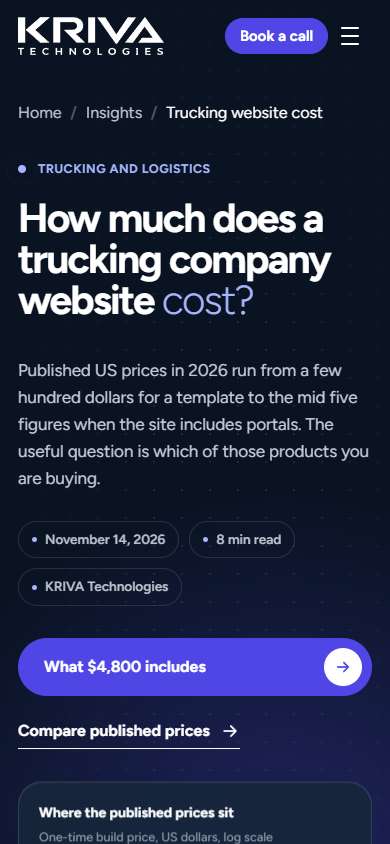 KRIVA
TECHNOLOGIES
Book a call
Home / Insights / Trucking website cost
TRUCKING AND LOGISTICS
How much does a
trucking company
website cost?
Published US prices in 2026 run from a few
hundred dollars for a template to the mid five
figures when the site includes portals. The
useful question is which of those products you
are buying.
November 14, 2026
8 min read
KRIVA Technologies
What $4,800 includes
Compare published prices
Where the published prices sit
One-time build price, US dollars, log scale